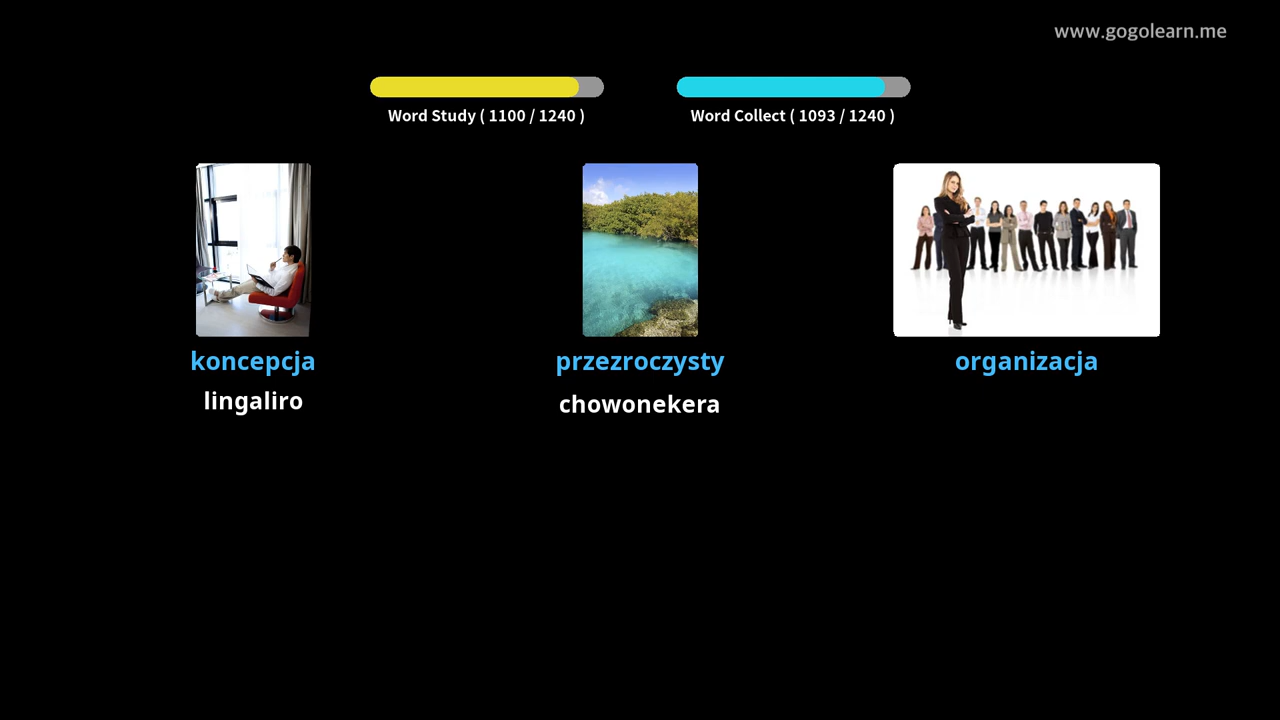 www.gogolearn.me
Word Study ( 1100 / 1240 )
Word Collect ( 1093 / 1240 )
koncepcja
lingaliro
przezroczysty
chowonekera
organizacja